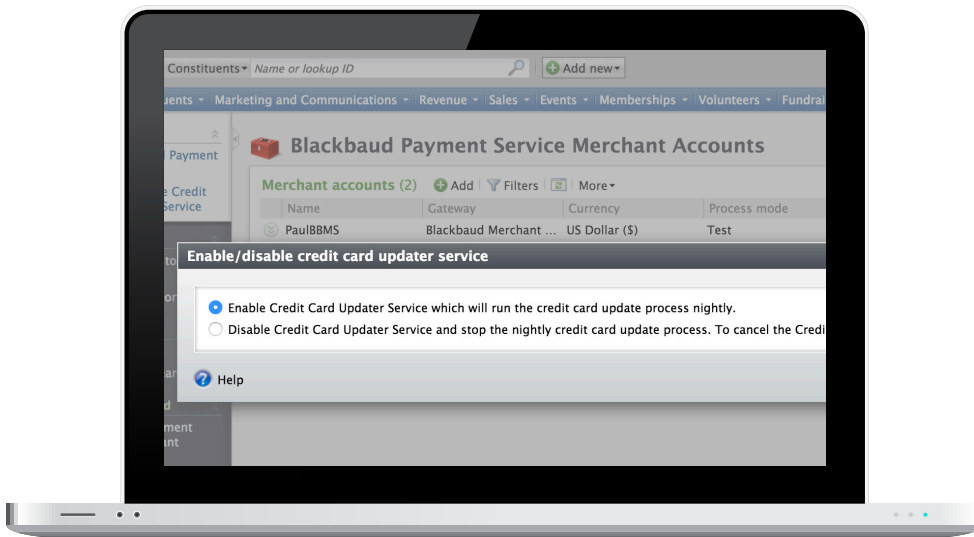 Constituents Name or lookup ID Add new
Marketing and Communications Revenue Sales Events Memberships Volunteers
Blackbaud Payment Service Merchant Accounts
Payment
Credit
Service
Merchant accounts (2) Add Filters More
Name Gateway Currency Process mode
PaulBBMS Blackbaud Merchant ... US Dollar ($) Test
Enable/disable credit card updater service
Enable Credit Card Updater Service which will run the credit card update process nightly.
Disable Credit Card Updater Service and stop the nightly credit card update process. To cancel the Credi
Help